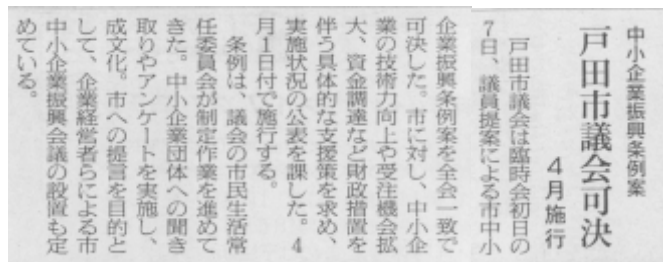 中小企業振興条例案
戸田市議会可決
4月施行
戸田市議会は臨時会初日の
7日、議員提案による市中小
企業振興条例案を全会一致で
可決した。市に対し、中小企
業の技術力向上や受注機会拡
大、資金調達など財政措置を
伴う具体的な支援策を求め、
実施状況の公表を課した。4
月1日付で施行する。
条例は、議会の市民生活常
任委員会が制定作業を進めて
きた。中小企業団体への聞き
取りやアンケートを実施し、
成文化。市への提言を目的と
して、企業経営者らによる市
中小企業振興会議の設置も定
めている。